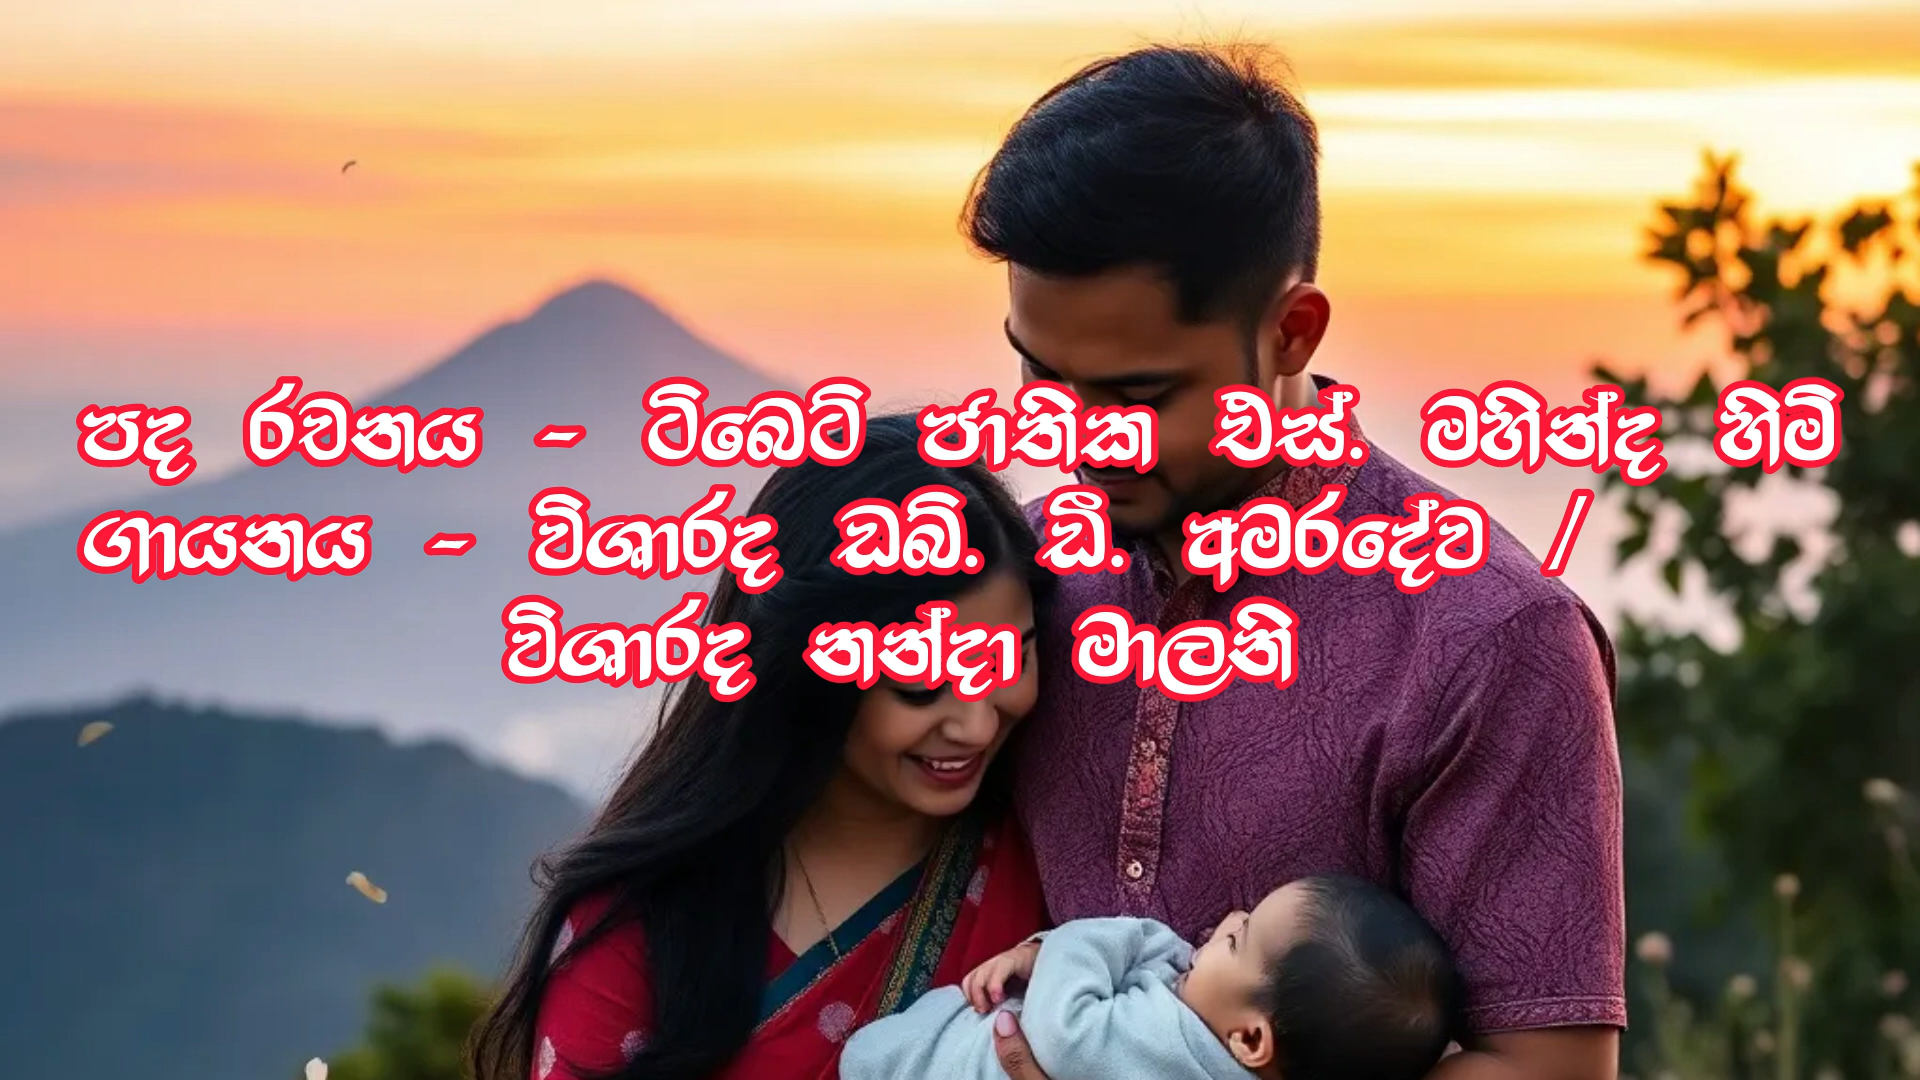 පද රචනය - ටිබෙට් ජාතික එස්. මහින්ද හිමි
ගායනය - විශාරද ඩබ්. ඩී. අමරදේව /
විශාරද නන්දා මාලනි